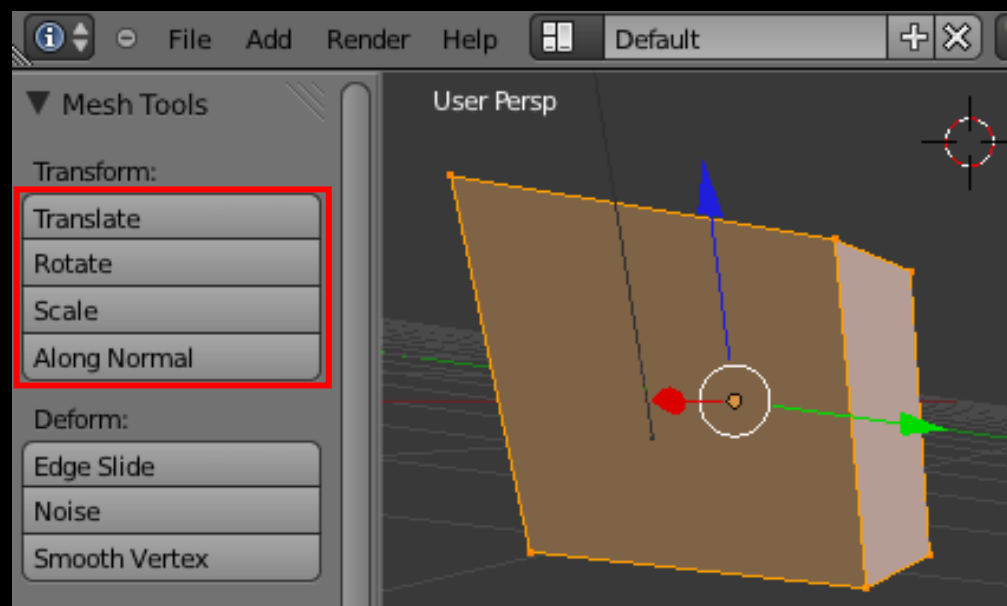 File Add Render Help Default
Mesh Tools
User Persp
Transform:
Translate
Rotate
Scale
Along Normal
Deform:
Edge Slide
Noise
Smooth Vertex